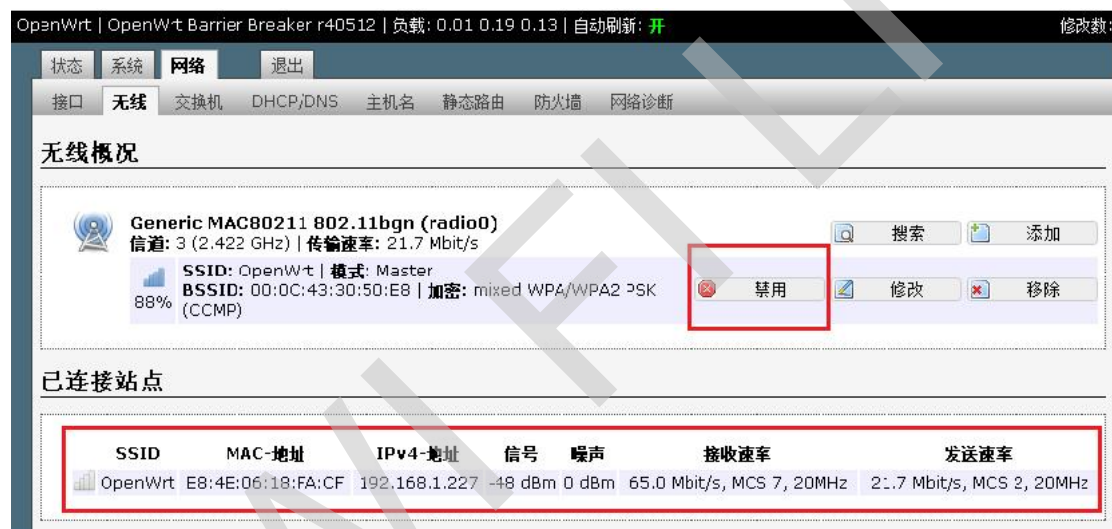 OpenWrt | OpenWrt Barrier Breaker r40512 | 负载: 0.01 0.19 0.13 | 自动刷新: 开 修改数:
状态 系统 网络 退出
接口 无线 交换机 DHCP/DNS 主机名 静态路由 防火墙 网络诊断
无线概况
Generic MAC80211 802.11bgn (radio0)
信道: 3 (2.422 GHz) | 传输速率: 21.7 Mbit/s
搜索 添加
SSID: OpenWrt | 模式: Master
88% BSSID: 00:0C:43:30:50:E8 | 加密: mixed WPA/WPA2 PSK
(CCMP)
禁用 修改 移除
已连接站点
SSID MAC-地址 IPv4-地址 信号 噪声 接收速率 发送速率
OpenWrt E8:4E:06:18:FA:CF 192.168.1.227 -48 dBm 0 dBm 65.0 Mbit/s, MCS 7, 20MHz 21.7 Mbit/s, MCS 2, 20MHz